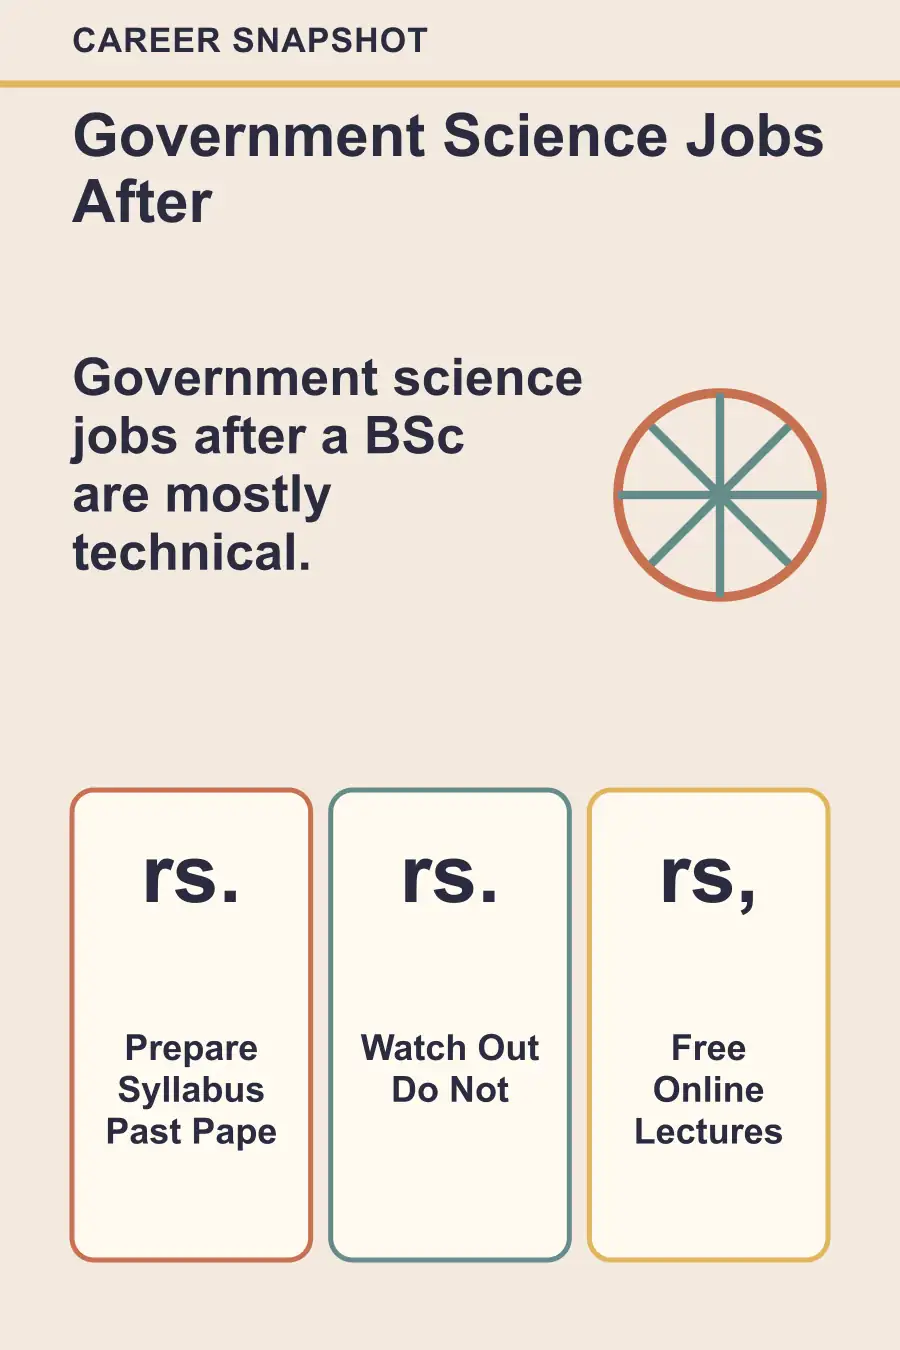 CAREER SNAPSHOT
Government Science Jobs
After
Government science
jobs after a BSc
are mostly
technical.
rs.
Prepare
Syllabus
Past Pape
rs.
Watch Out
Do Not
rs,
Free
Online
Lectures